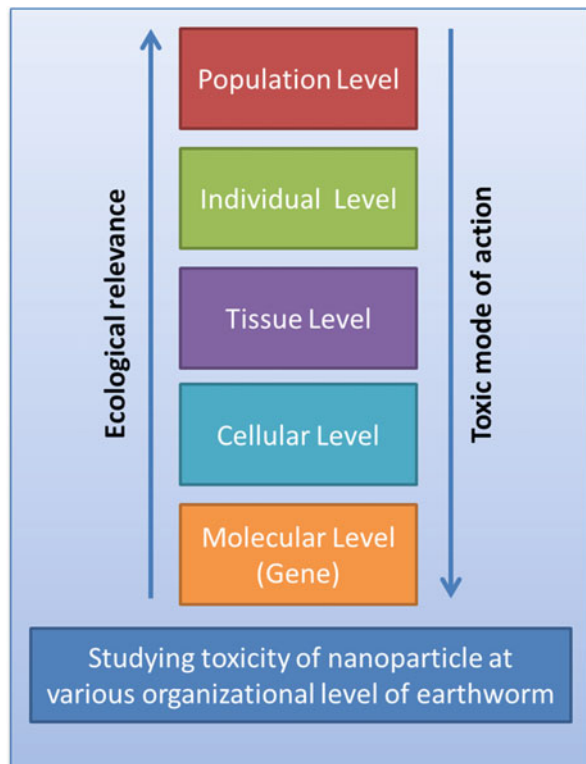 Population Level
Individual Level
Tissue Level
Cellular Level
Molecular Level
(Gene)
Ecological relevance
Toxic mode of action
Studying toxicity of nanoparticle at
various organizational level of earthworm